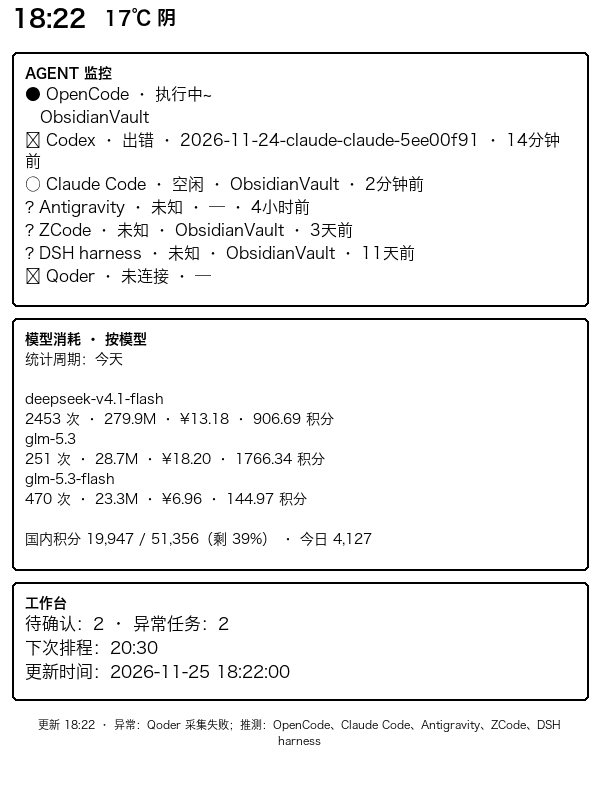 18:22 17℃ 阴
AGENT 监控
● OpenCode · 执行中~
ObsidianVault
☒ Codex · 出错 · 2026-11-24-claude-claude-5ee00f91 · 14分钟
前
○ Claude Code · 空闲 · ObsidianVault · 2分钟前
? Antigravity · 未知 · — · 4小时前
? ZCode · 未知 · ObsidianVault · 3天前
? DSH harness · 未知 · ObsidianVault · 11天前
☒ Qoder · 未连接 · —
模型消耗 · 按模型
统计周期：今天
deepseek-v4.1-flash
2453 次 · 279.9M · ¥13.18 · 906.69 积分
glm-5.3
251 次 · 28.7M · ¥18.20 · 1766.34 积分
glm-5.3-flash
470 次 · 23.3M · ¥6.96 · 144.97 积分
国内积分 19,947 / 51,356（剩 39%） · 今日 4,127
工作台
待确认：2 · 异常任务：2
下次排程：20:30
更新时间：2026-11-25 18:22:00
更新 18:22 · 异常：Qoder 采集失败；推测：OpenCode、Claude Code、Antigravity、ZCode、DSH
harness